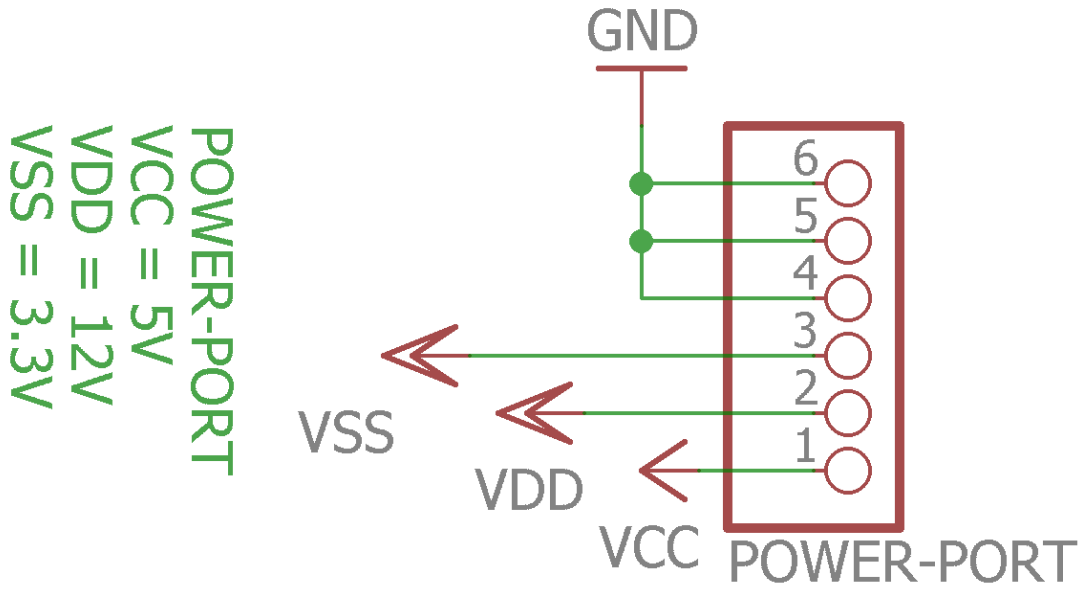 POWER-PORT
VCC = 5V
VDD = 12V
VSS = 3.3V
GND
6
5
4
3
2
1
VSS
VDD
VCC
POWER-PORT